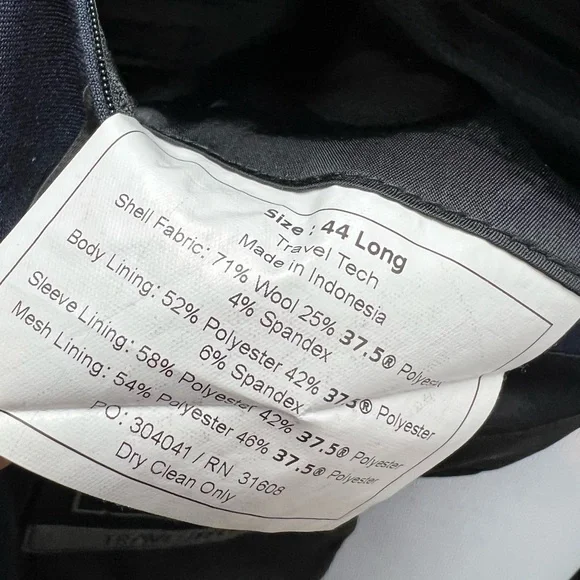 size : 44 Long
Travel Tech
Made in Indonesia
Shell Fabric: 71% Wool 25% 37.5® Polyester
4% Spandex
Body Lining: 52% Polyester 42% 37.5® Polyester
6% Spandex
Sleeve Lining: 58% Polyester 42% 37.5® Polyester
Mesh Lining: 54% Polyester 46% 37.5® Polyester
PO: 304041 / RN 31608
Dry Clean Only